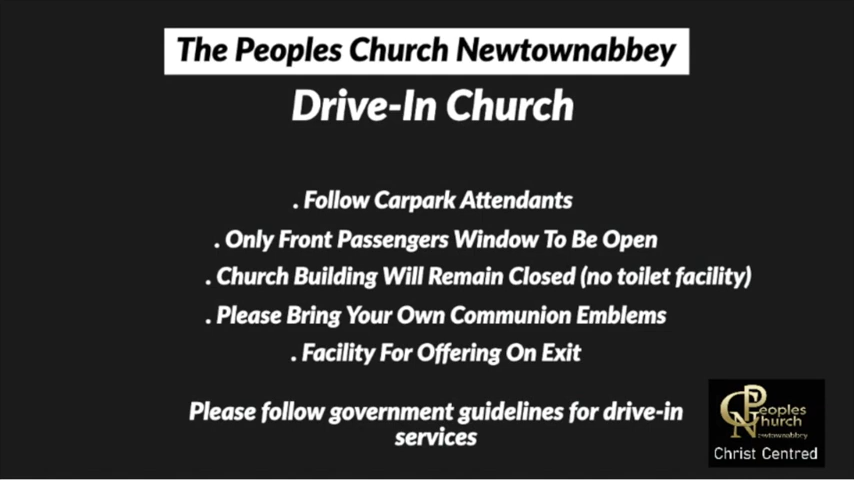 The Peoples Church Newtownabbey
Drive-In Church
. Follow Carpark Attendants
. Only Front Passengers Window To Be Open
. Church Building Will Remain Closed (no toilet facility)
. Please Bring Your Own Communion Emblems
. Facility For Offering On Exit
Please follow government guidelines for drive-in
services
Peoples
Church
Newtownabbey
Christ Centred